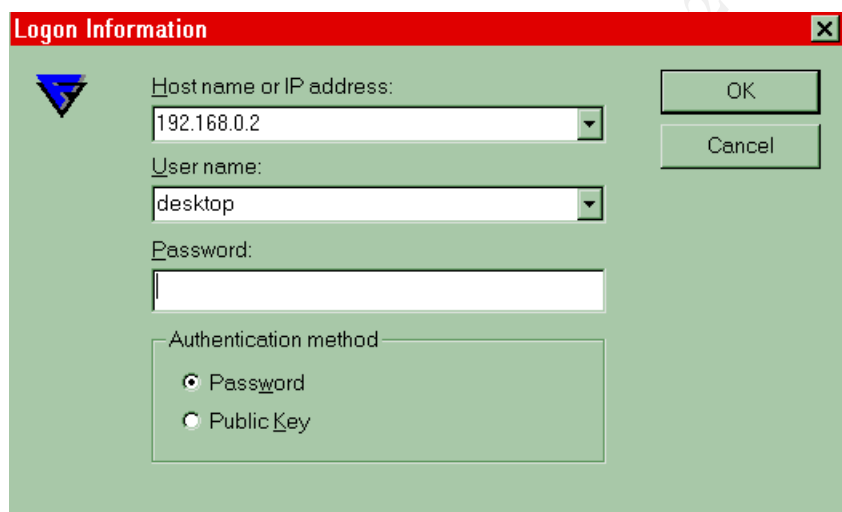 Logon Information
Host name or IP address:
192.168.0.2
User name:
desktop
Password:
Authentication method
Password
Public Key
OK
Cancel